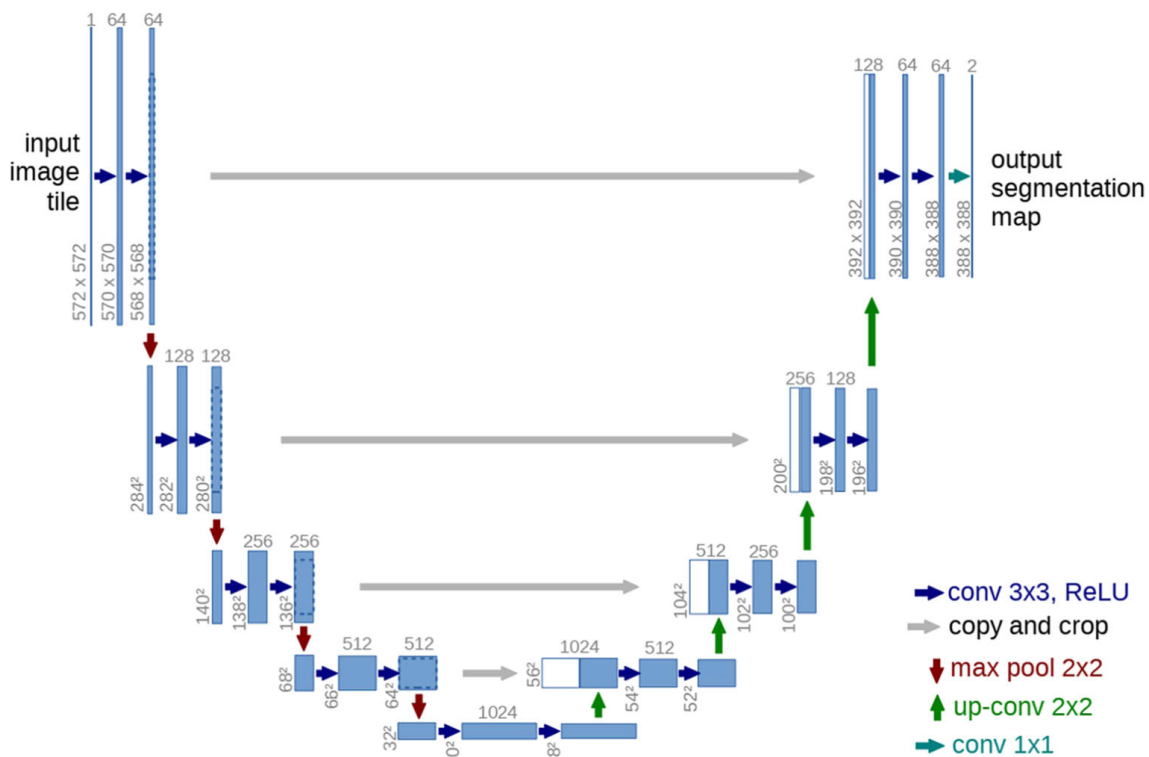 1 64 64
input
image
tile
572 x 572
570 x 570
568 x 568
128 64 64 2
output
segmentation
map
392 x 392
390 x 390
388 x 388
388 x 388
128 128
284²
282²
280²
256 128
200²
198²
196²
256 256
140²
138²
136²
512 256
104²
102²
100²
512 512
68²
66²
64²
1024 512
56²
54²
52²
1024
32²
0²
8²
conv 3x3, ReLU
copy and crop
max pool 2x2
up-conv 2x2
conv 1x1